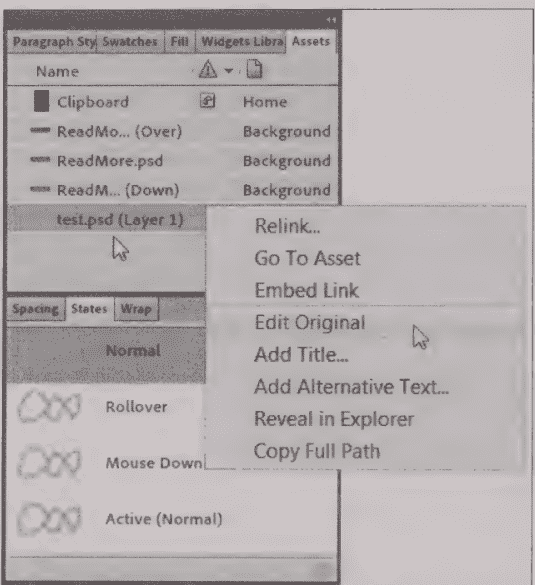 Paragraph Sty Swatches Fill Widgets Libra Assets
Name
Clipboard Home
ReadMo... (Over) Background
ReadMore.psd Background
ReadM... (Down) Background
test.psd (Layer 1)
Relink...
Go To Asset
Embed Link
Edit Original
Add Title...
Add Alternative Text...
Reveal in Explorer
Copy Full Path
Spacing States Wrap
Normal
Rollover
Mouse Down
Active (Normal)